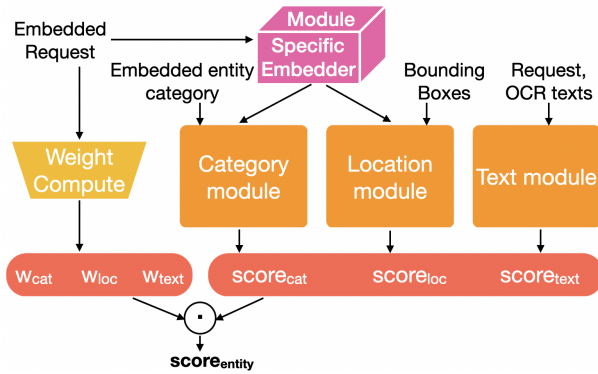 Embedded
Request
Module
Specific
Embedder
Embedded entity
category
Bounding
Boxes
Request,
OCR texts
Weight
Compute
Category
module
Location
module
Text module
wcat wloc wtext
scorecat scoreloc scoretext
·
scoreentity